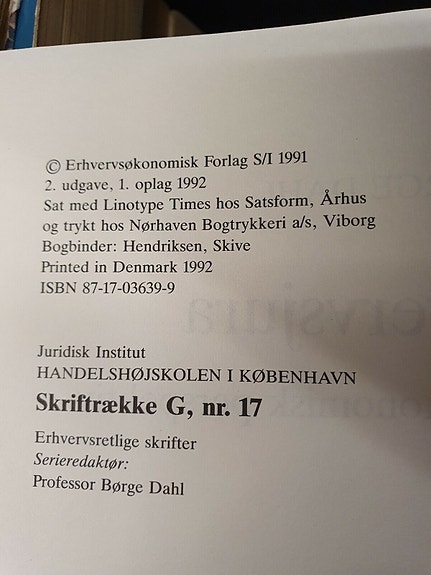 © Erhvervsøkonomisk Forlag S/I 1991
2. udgave, 1. oplag 1992
Sat med Linotype Times hos Satsform, Århus
og trykt hos Nørhaven Bogtrykkeri a/s, Viborg
Bogbinder: Hendriksen, Skive
Printed in Denmark 1992
ISBN 87-17-03639-9
Juridisk Institut
HANDELSHØJSKOLEN I KØBENHAVN
Skriftrække G, nr. 17
Erhvervsretlige skrifter
Serieredaktør:
Professor Børge Dahl